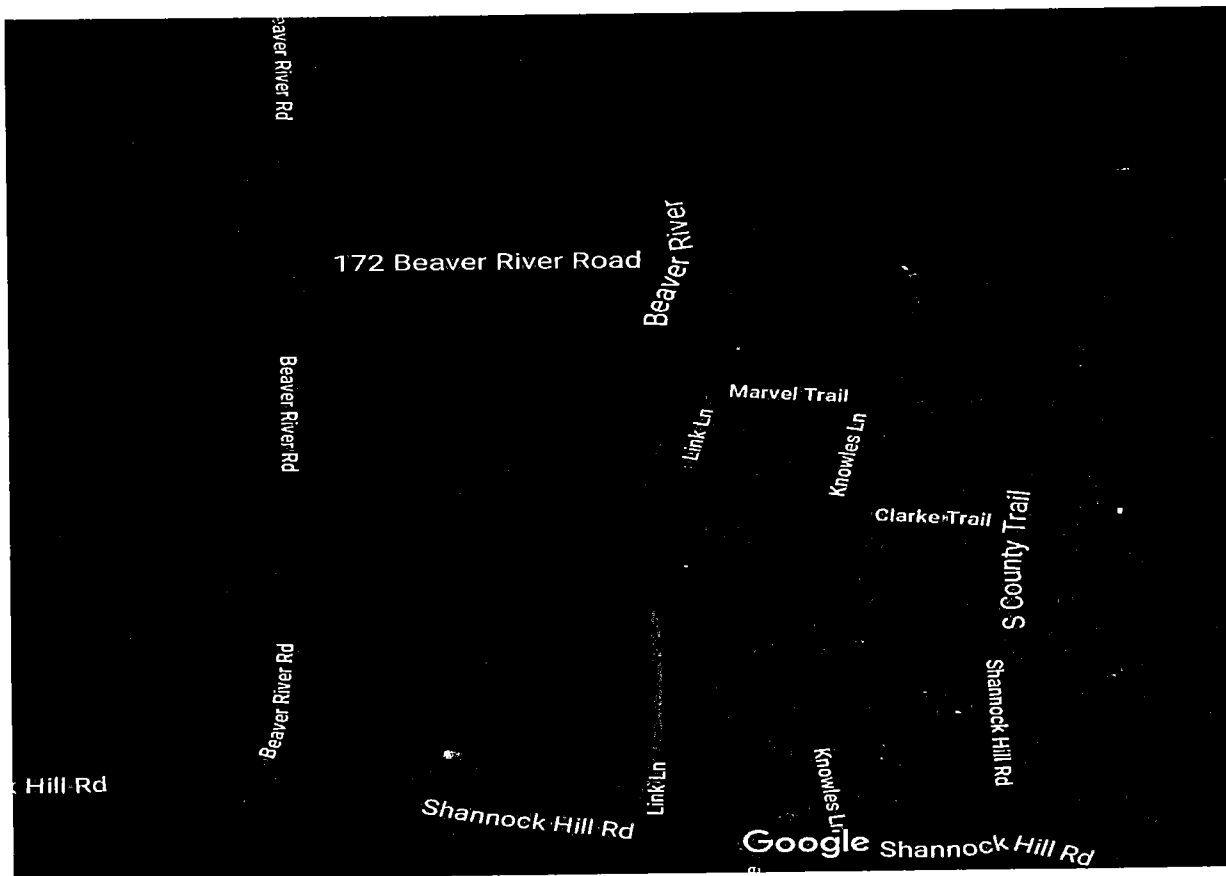 eaver River Rd
172 Beaver River Road
Beaver River
Beaver River Rd
Marvel Trail
Link Ln
Knowles Ln
Clarke Trail
S County Trail
Beaver River Rd
Shannock Hill Rd
k Hill Rd
Link Ln
Knowles Ln
Shannock Hill Rd
Google
Shannock Hill Rd